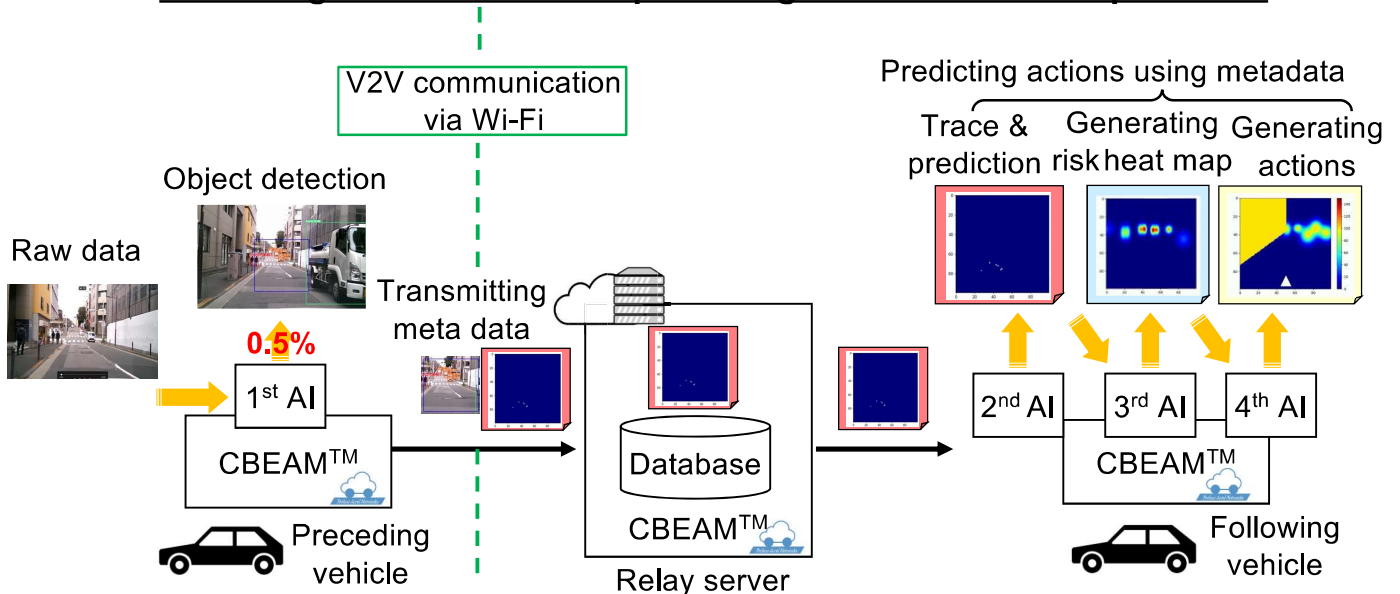 V2V communication
via Wi-Fi
Predicting actions using metadata
Trace &
prediction
Generating
risk heat map
Generating
actions
Object detection
Raw data
0.5%
Transmitting
meta data
1st AI
CBEAM™
Preceding
vehicle
Database
CBEAM™
Relay server
2nd AI
3rd AI
4th AI
CBEAM™
Following
vehicle